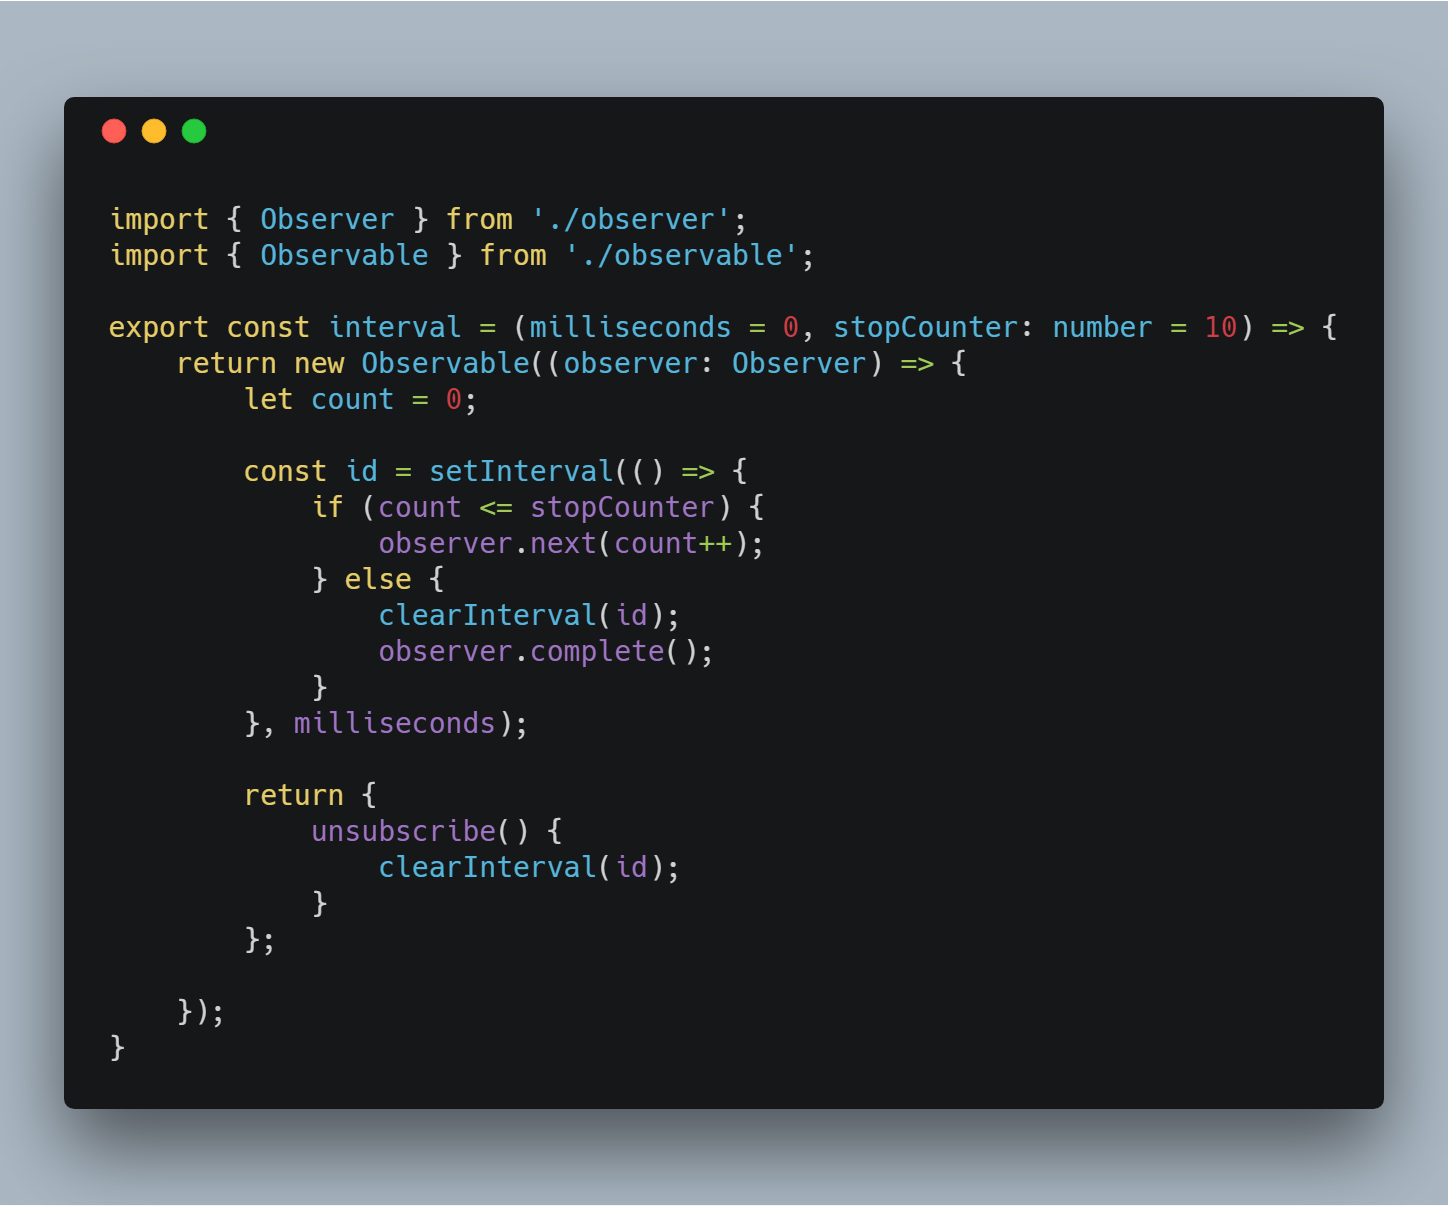 import { Observer } from './observer';
import { Observable } from './observable';

export const interval = (milliseconds = 0, stopCounter: number = 10) => {
    return new Observable((observer: Observer) => {
        let count = 0;

        const id = setInterval(() => {
            if (count <= stopCounter) {
                observer.next(count++);
            } else {
                clearInterval(id);
                observer.complete();
            }
        }, milliseconds);

        return {
            unsubscribe() {
                clearInterval(id);
            }
        };

    });
}